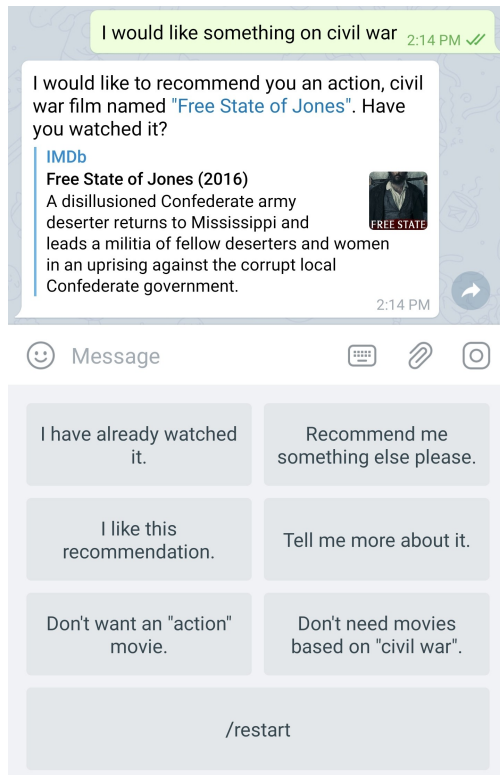 I would like something on civil war
2:14 PM
I would like to recommend you an action, civil
war film named "Free State of Jones". Have
you watched it?
IMDb
Free State of Jones (2016)
A disillusioned Confederate army
deserter returns to Mississippi and
leads a militia of fellow deserters and women
in an uprising against the corrupt local
Confederate government.
FREE STATE
2:14 PM
Message
I have already watched
it.
Recommend me
something else please.
I like this
recommendation.
Tell me more about it.
Don't want an "action"
movie.
Don't need movies
based on "civil war".
/restart